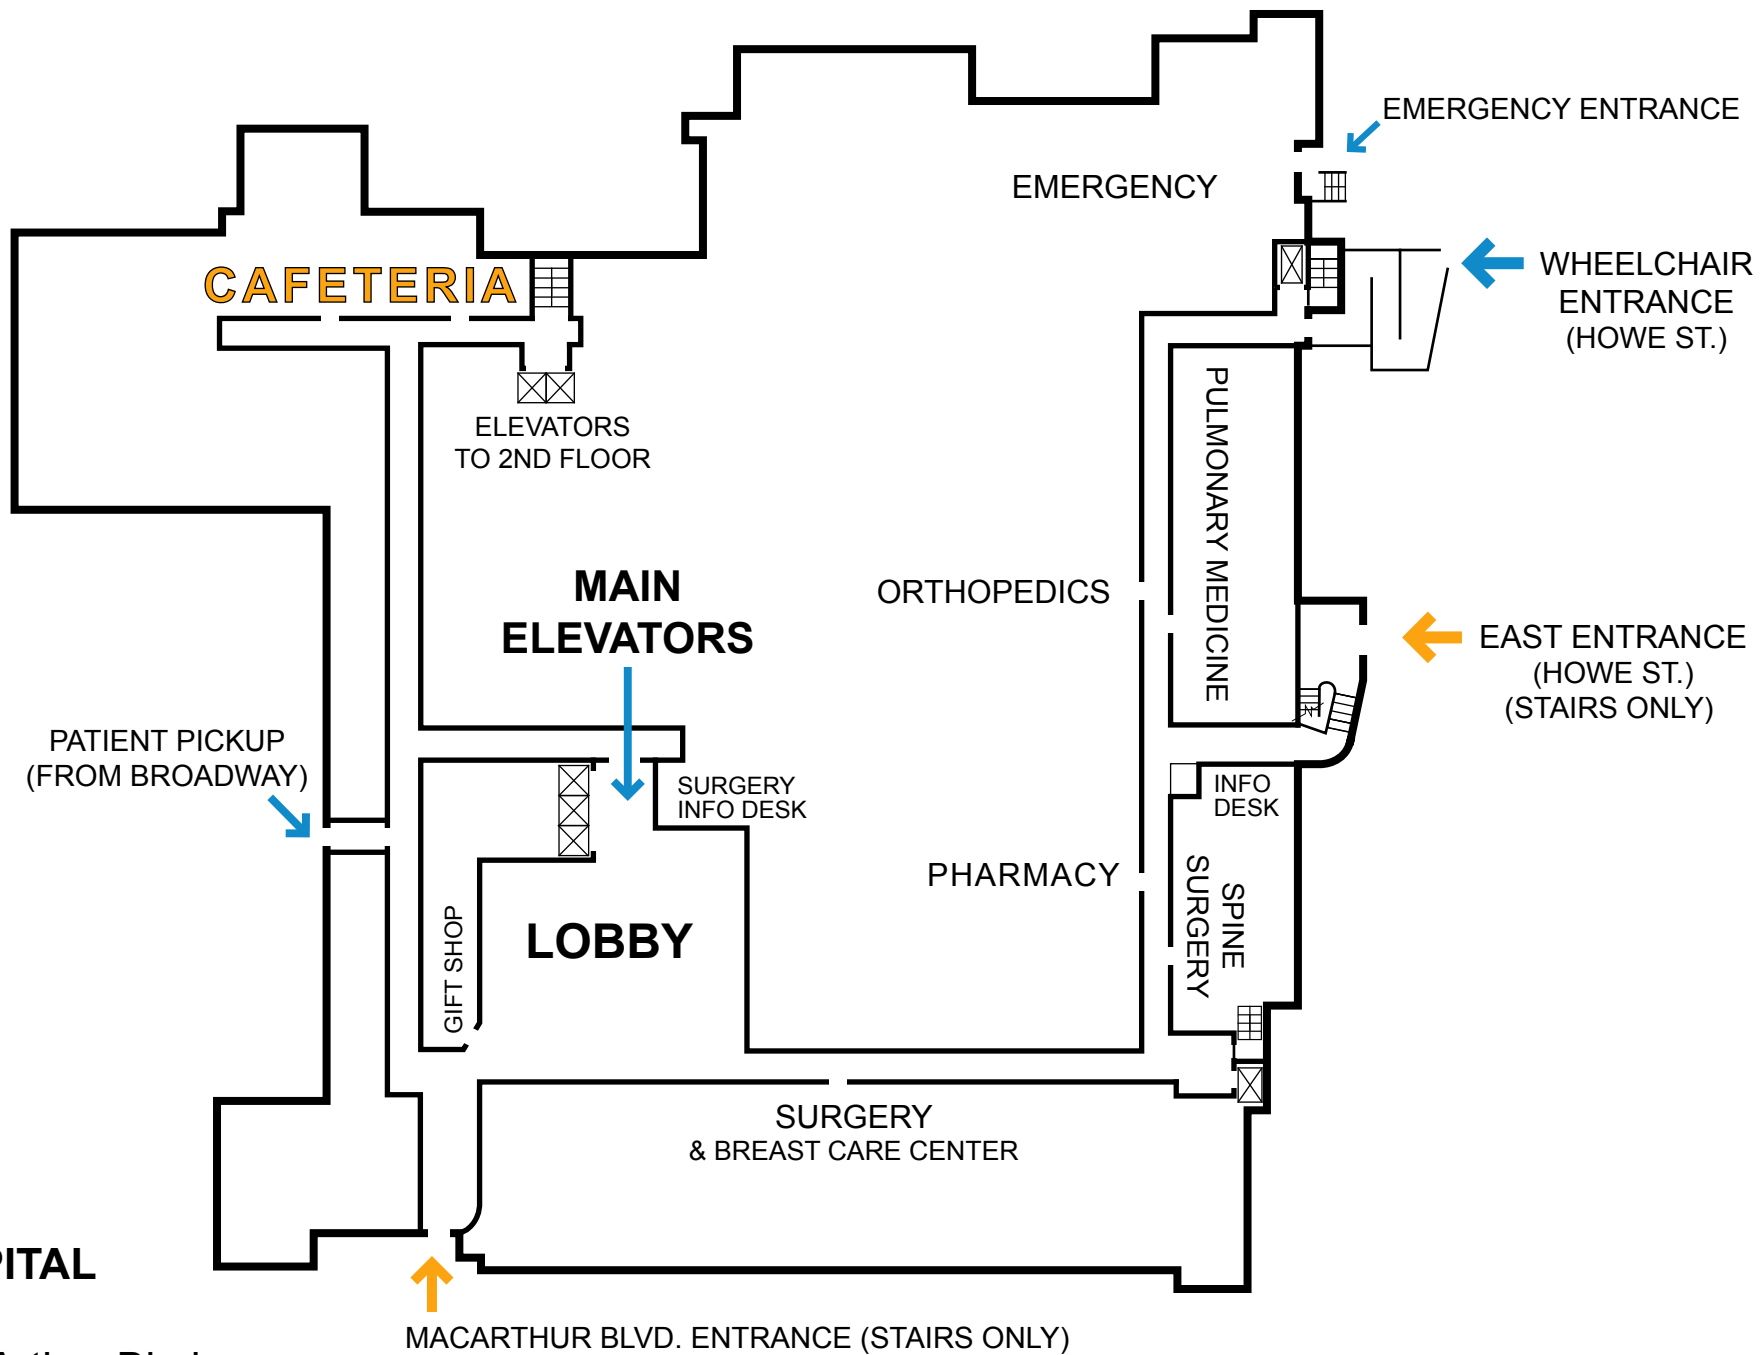 EMERGENCY ENTRANCE
EMERGENCY
WHEELCHAIR
ENTRANCE
(HOWE ST.)
CAFETERIA
ELEVATORS
TO 2ND FLOOR
PULMONARY MEDICINE
MAIN
ELEVATORS
ORTHOPEDICS
EAST ENTRANCE
(HOWE ST.)
(STAIRS ONLY)
PATIENT PICKUP
(FROM BROADWAY)
SURGERY
INFO DESK
INFO
DESK
PHARMACY
SPINE
SURGERY
GIFT SHOP
LOBBY
SURGERY
& BREAST CARE CENTER
PITAL
MACARTHUR BLVD. ENTRANCE (STAIRS ONLY)